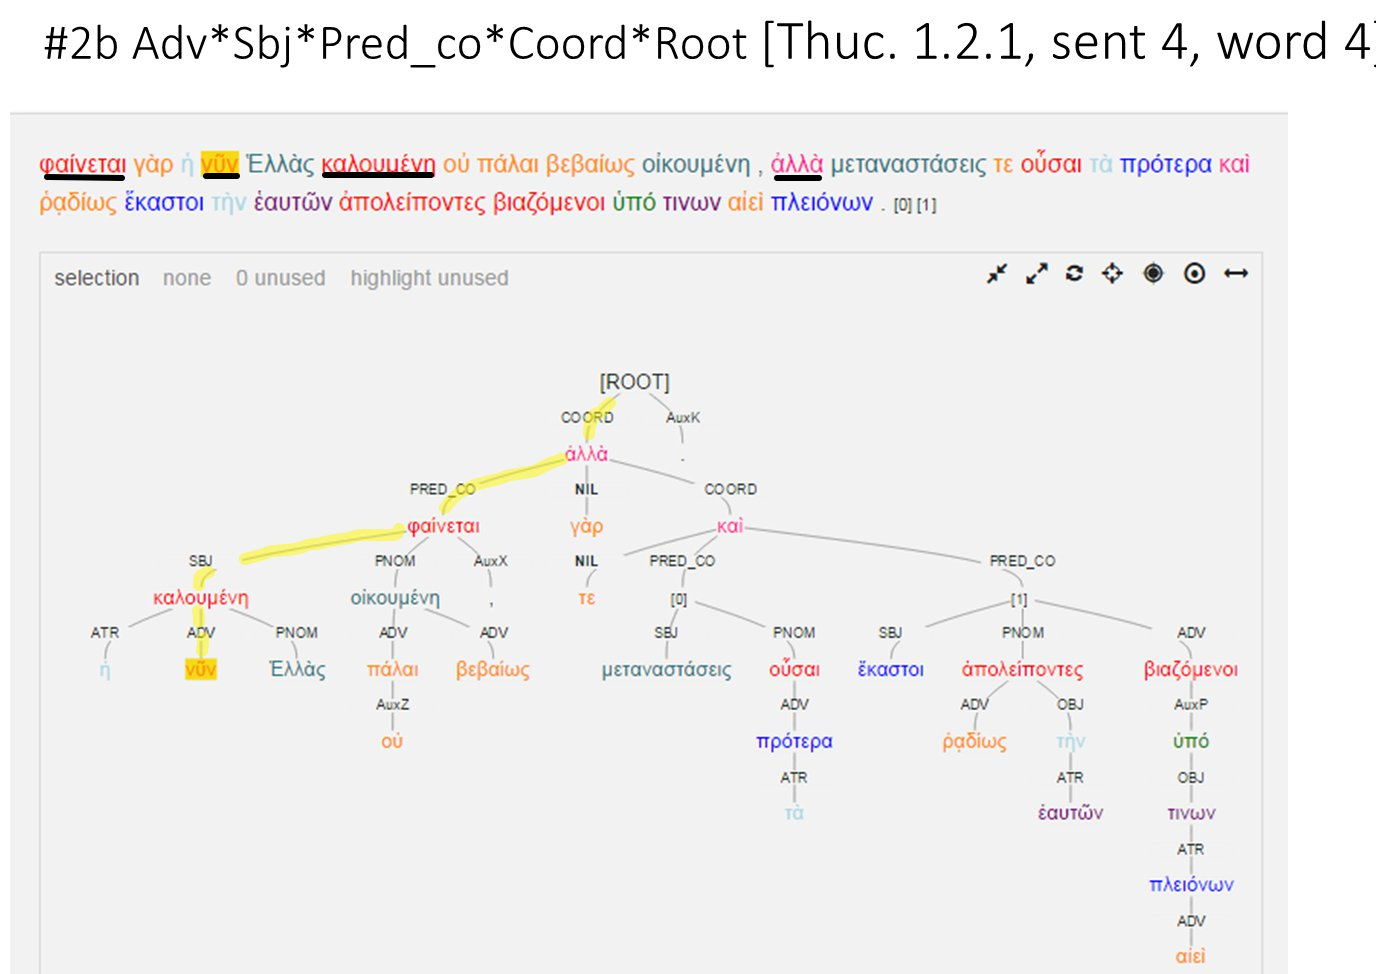 #2b Adv*Sbj*Pred_co*Coord*Root [Thuc. 1.2.1, sent 4, word 4]
φαίνεται γὰρ ἡ νῦν Ἑλλὰς καλουμένη οὐ πάλαι βεβαίως οἰκουμένη , ἀλλὰ μεταναστάσεις τε οὖσαι τὰ πρότερα καὶ
ῥᾳδίως ἕκαστοι τὴν ἑαυτῶν ἀπολείποντες βιαζόμενοι ὑπό τινων αἰεὶ πλειόνων . [0] [1]
selection none 0 unused highlight unused
[ROOT]
COORD AuxK
ἀλλὰ .
PRED_CO NIL COORD
φαίνεται γὰρ καὶ
SBJ PNOM AuxX NIL PRED_CO PRED_CO
καλουμένη οἰκουμένη , τε [0] [1]
ATR ADV PNOM ADV ADV SBJ PNOM SBJ PNOM ADV
ἡ νῦν Ἑλλὰς πάλαι βεβαίως μεταναστάσεις οὖσαι ἕκαστοι ἀπολείποντες βιαζόμενοι
AuxZ ADV ADV OBJ AuxP
οὐ πρότερα ῥᾳδίως τὴν ὑπό
ATR ATR OBJ
τὰ ἑαυτῶν τινων
ATR
πλειόνων
ADV
αἰεὶ